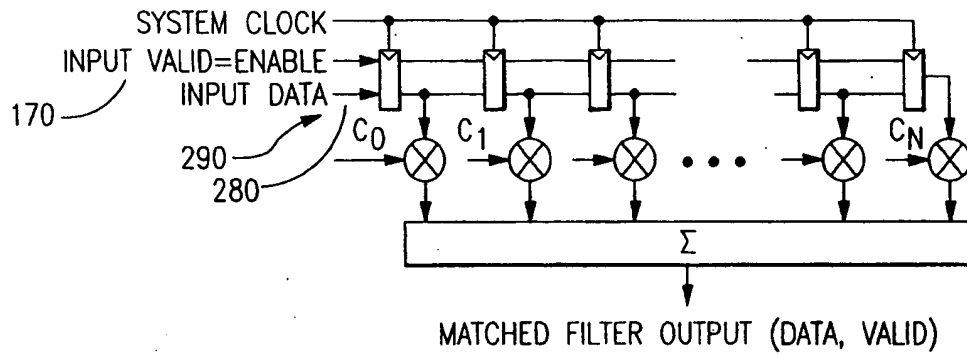 SYSTEM CLOCK
INPUT VALID=ENABLE
INPUT DATA
170
290
280
C0
C1
CN
Σ
MATCHED FILTER OUTPUT (DATA, VALID)